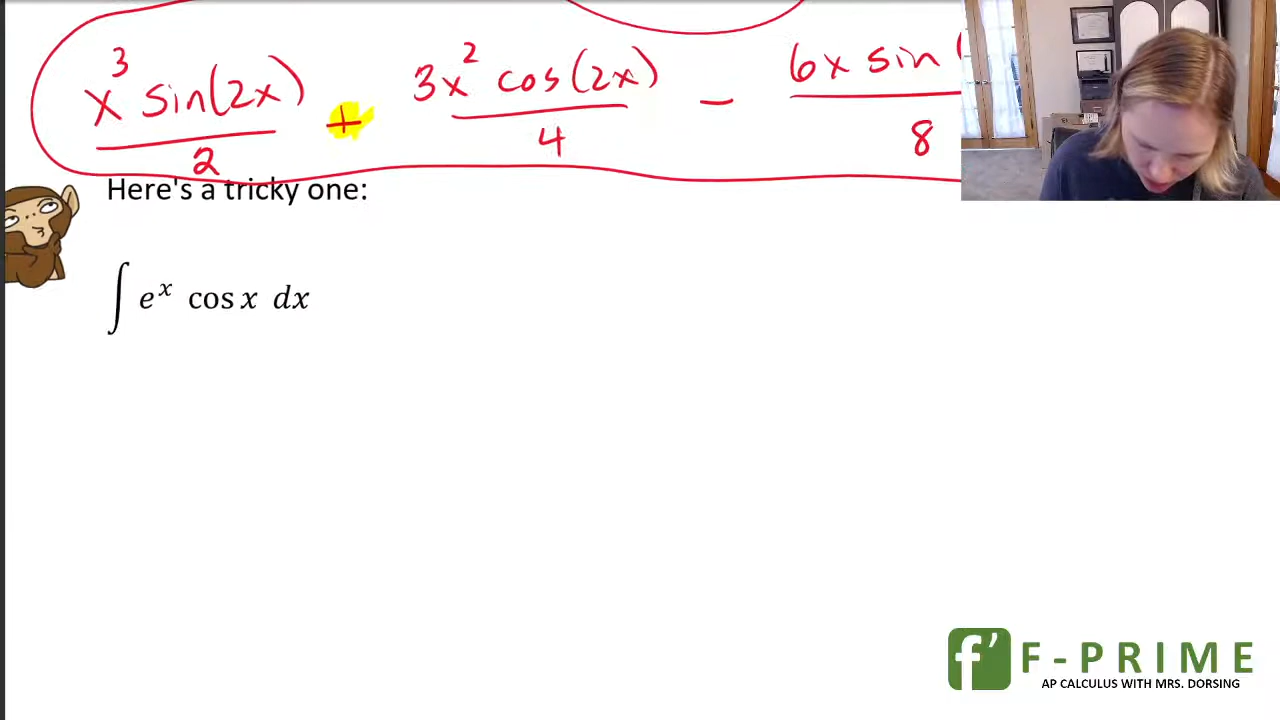 x³ sin(2x) / 2 + 3x² cos(2x) / 4 − 6x sin( / 8
Here's a tricky one:
∫ eˣ cos x dx
f’ F-PRIME
AP CALCULUS WITH MRS. DORSING